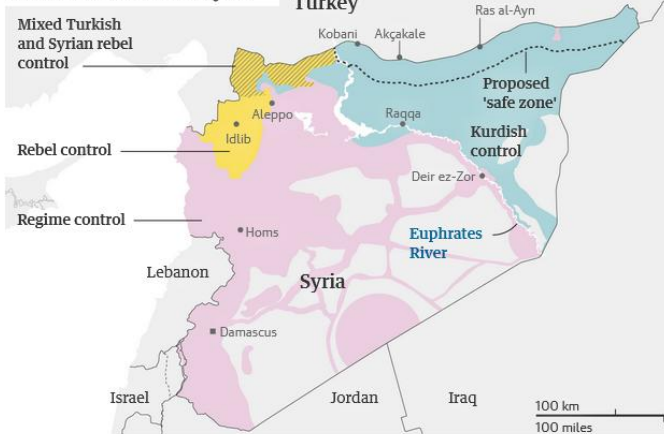 Turkey
Mixed Turkish
and Syrian rebel
control
Ras al-Ayn
Kobani
Akçakale
Proposed
'safe zone'
Aleppo
Raqqa
Idlib
Kurdish
control
Rebel control
Deir ez-Zor
Regime control
Homs
Euphrates
River
Lebanon
Syria
Damascus
Israel
Jordan
Iraq
100 km
100 miles